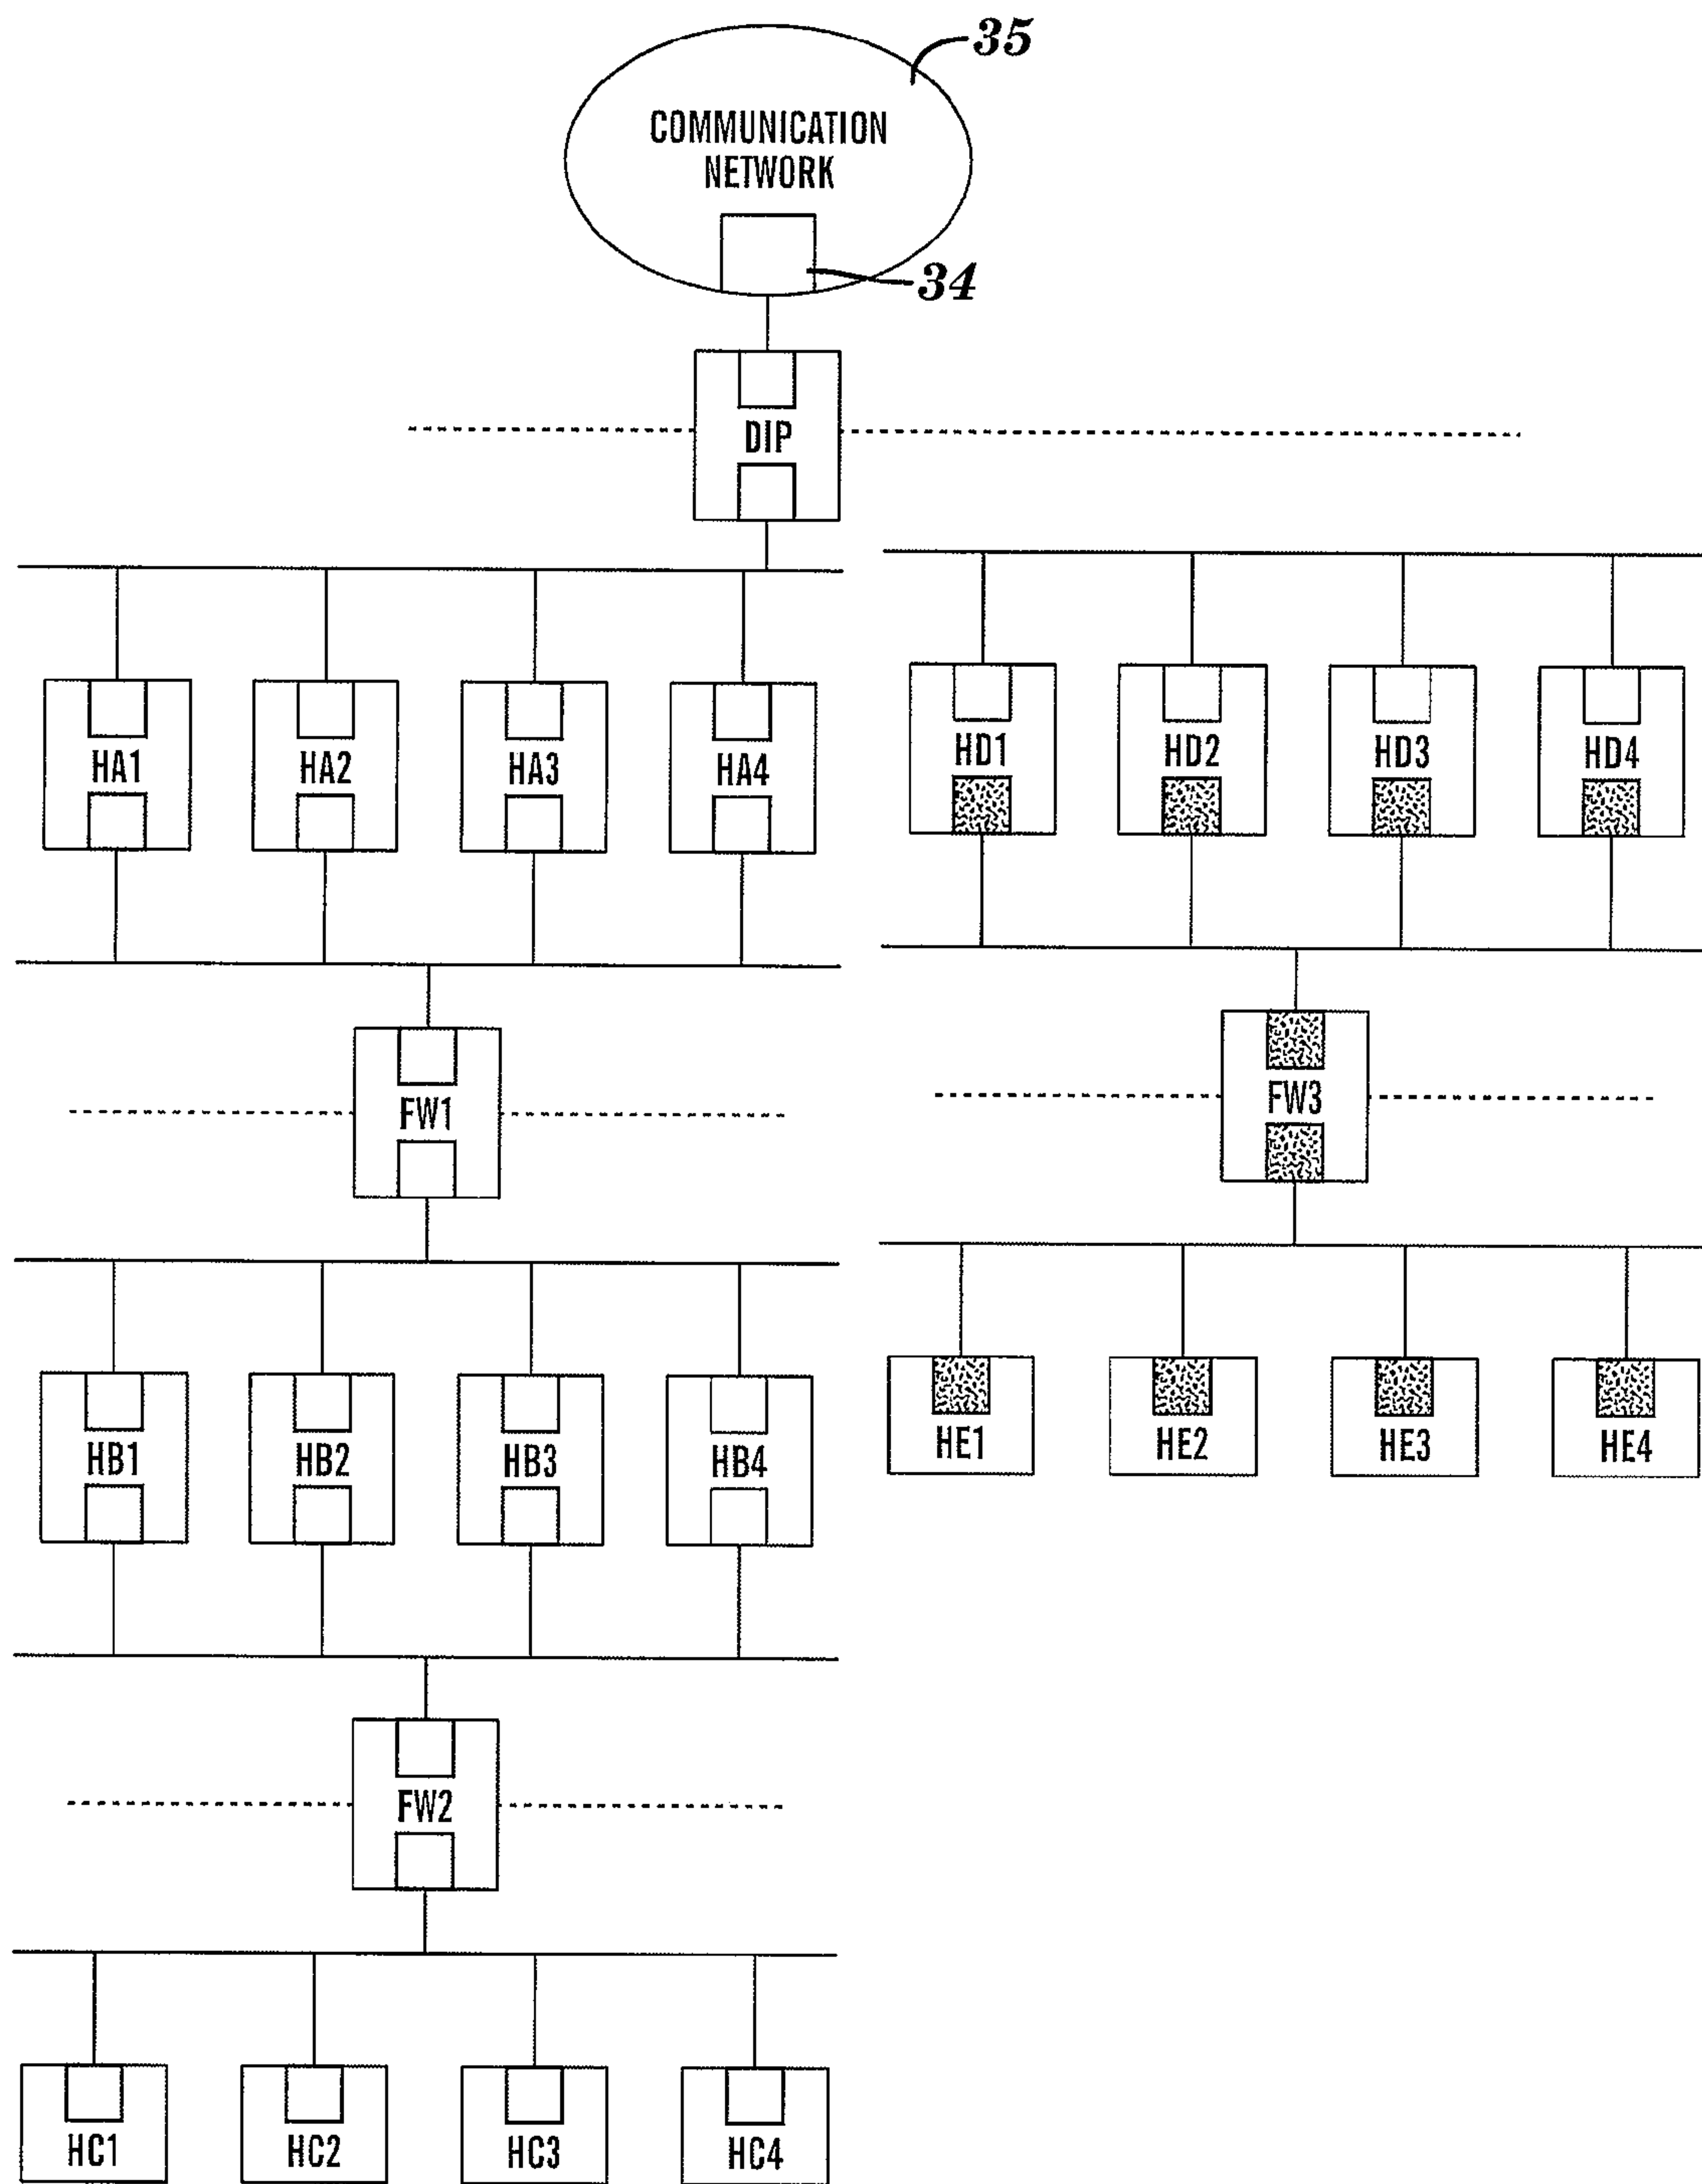 35
COMMUNICATION
NETWORK
34
DIP
HA1 HA2 HA3 HA4
HD1 HD2 HD3 HD4
FW1
FW3
HB1 HB2 HB3 HB4
HE1 HE2 HE3 HE4
FW2
HC1 HC2 HC3 HC4